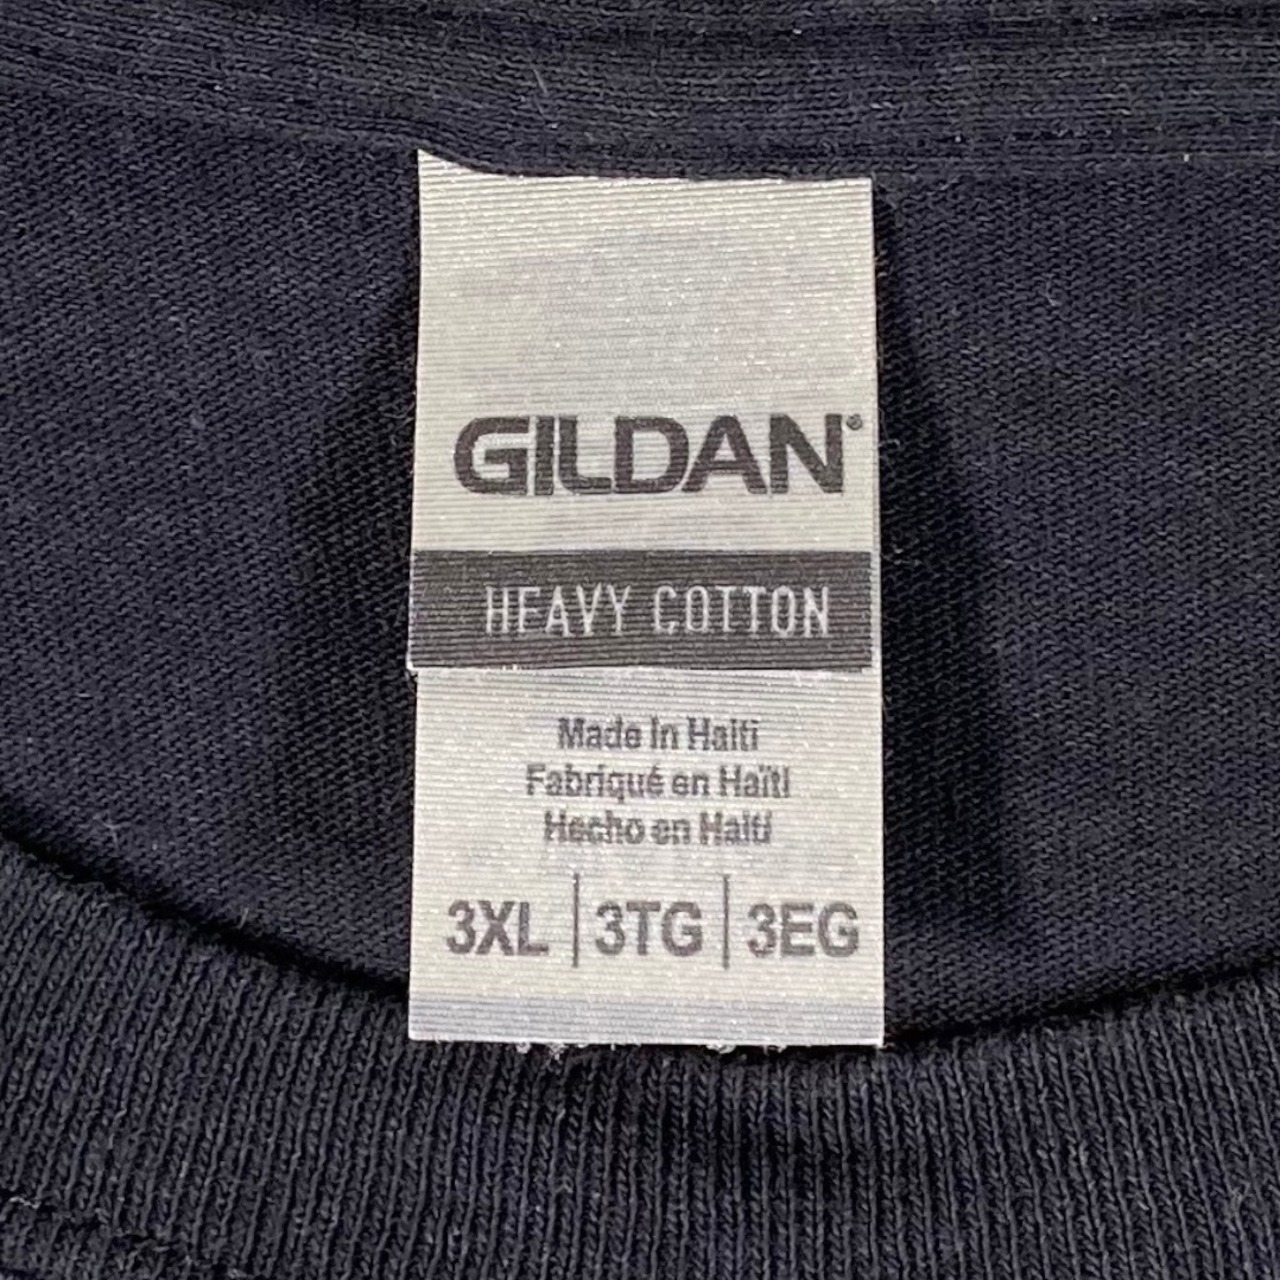 GILDAN®
HEAVY COTTON
Made in Haiti
Fabriqué en Haïti
Hecho en Haití
3XL | 3TG | 3EG